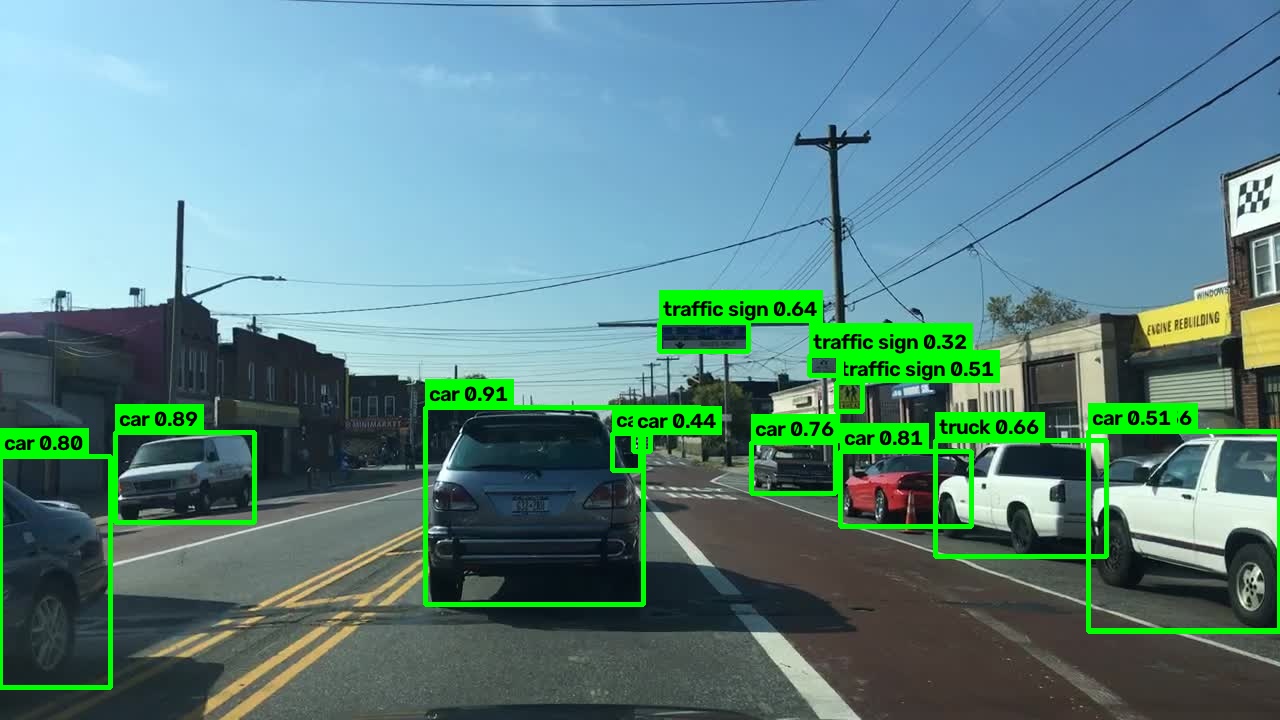 traffic sign 0.64
WINDOWS
ENGINE REBUILDING
traffic sign 0.32
traffic sign 0.51
car 0.91
car 0.89
MINIMARKET
car 0.44
car 0.76
car 0.81
truck 0.66
car 0.51
car 0.80